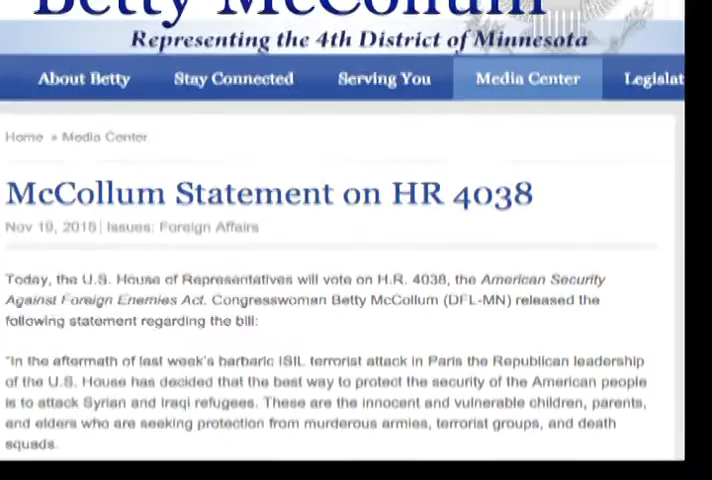 Betty McCollum
Representing the 4th District of Minnesota
About Betty Stay Connected Serving You Media Center Legislat
Home » Media Center
McCollum Statement on HR 4038
Nov 19, 2015 | Issues: Foreign Affairs
Today, the U.S. House of Representatives will vote on H.R. 4038, the American Security
Against Foreign Enemies Act. Congresswoman Betty McCollum (DFL-MN) released the
following statement regarding the bill:
"In the aftermath of last week's barbaric ISIL terrorist attack in Paris the Republican leadership
of the U.S. House has decided that the best way to protect the security of the American people
is to attack Syrian and Iraqi refugees. These are the innocent and vulnerable children, parents,
and elders who are seeking protection from murderous armies, terrorist groups, and death
squads.